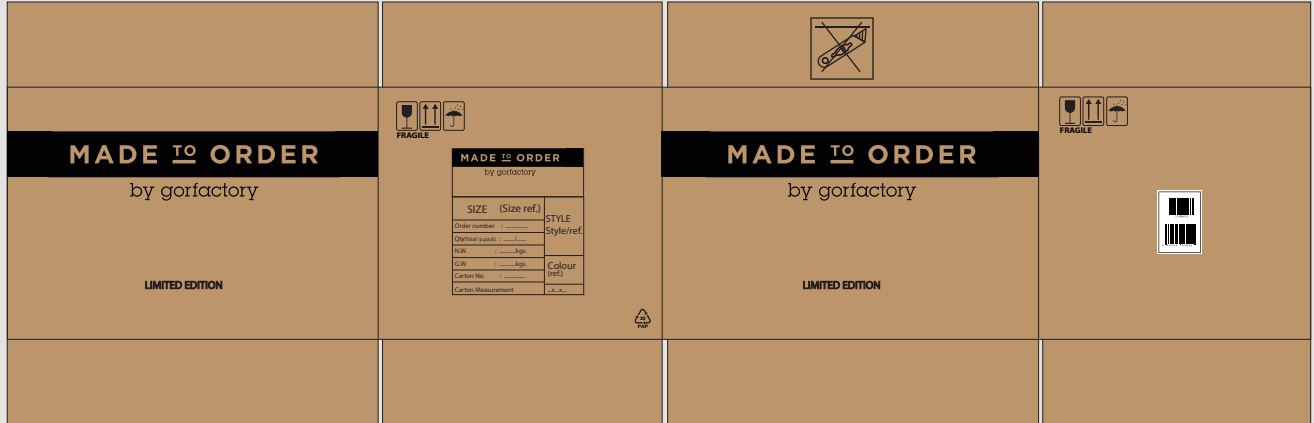 MADE TO ORDER
by gorfactory
LIMITED EDITION
FRAGILE
MADE TO ORDER
by gorfactory
SIZE (Size ref.)
STYLE
Style/ref.
Order number : ............
Qty(Total/ p.pack) : ....../.....
N.W. : .........kgs.
G.W. : .........kgs.
Colour
(ref.)
Carton No. : ............
Carton Measurement ...x...x...
20
PAP
MADE TO ORDER
by gorfactory
LIMITED EDITION
FRAGILE